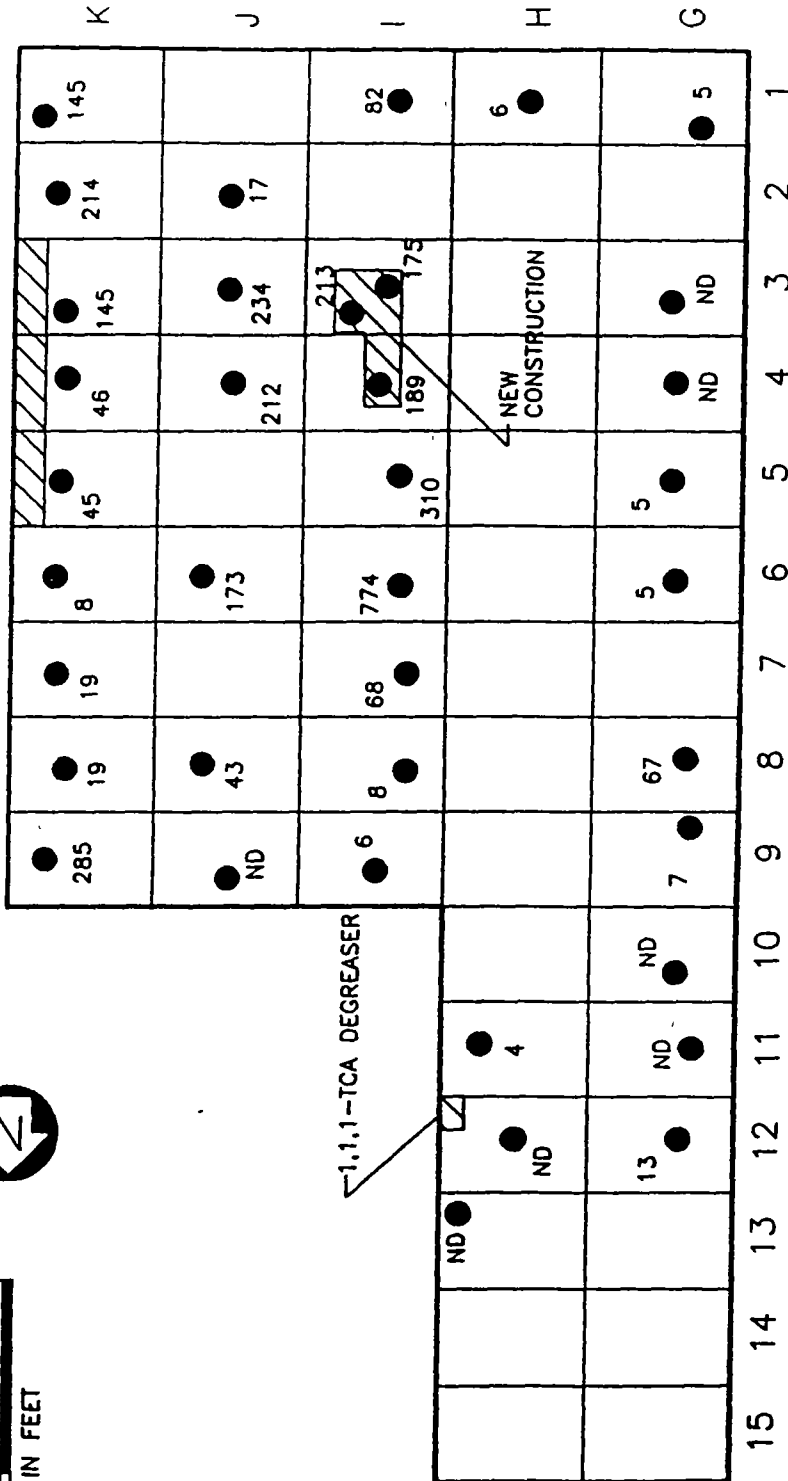 IN FEET
N
K
J
I
H
G
285
19
19
8
45
46
145
214
145
ND
43
173
212
234
17
6
8
68
774
310
189
213
175
82
NEW
CONSTRUCTION
1,1,1-TCA DEGREASER
ND
ND
4
6
13
ND
ND
7
67
5
5
ND
ND
5
15
14
13
12
11
10
9
8
7
6
5
4
3
2
1